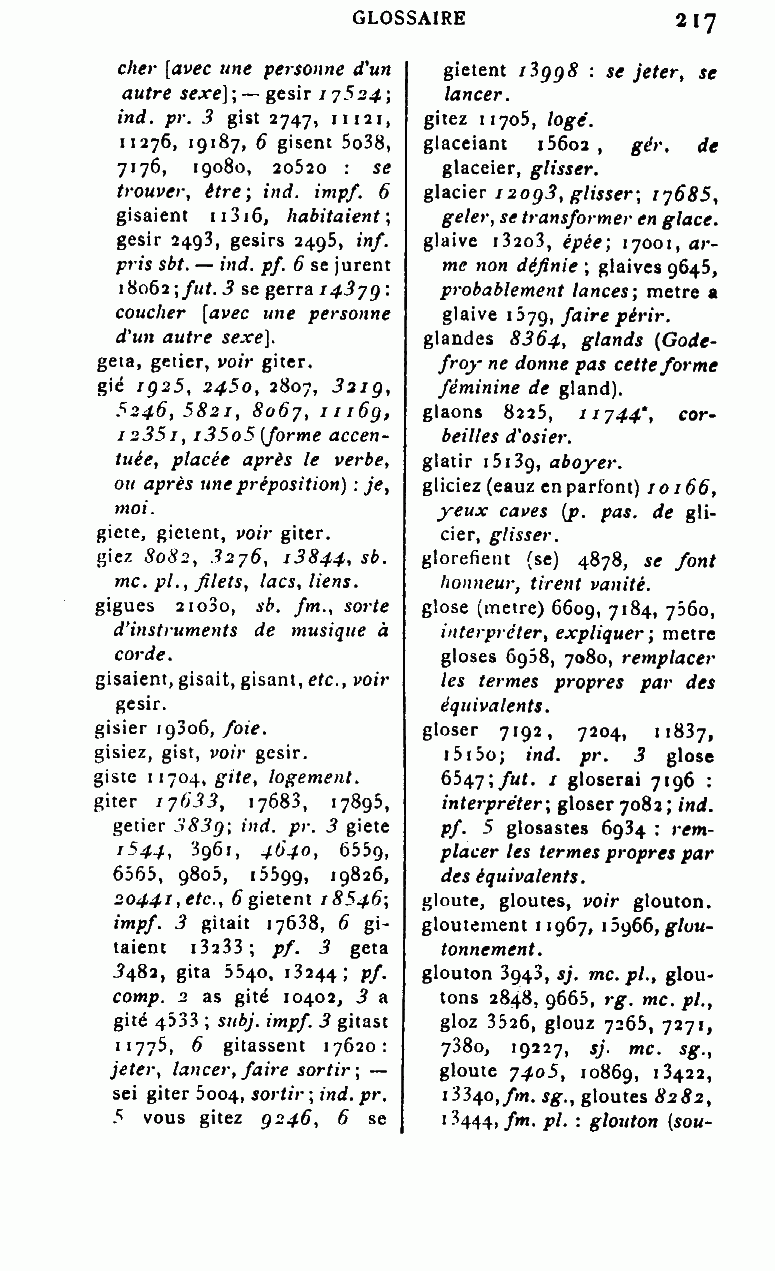 GLOSSAIRE 217
cher [avec une personne d'un
autre sexe]; — gesir 17524;
ind. pr. 3 gist 2747, 11121,
11276, 19187, 6 gisent 5038,
7176, 19080, 20520 : se
trouver, être; ind. impf. 6
gisaient 11316, habitaient;
gesir 2493, gesirs 2495, inf.
pris sbt. — ind. pf. 6 se jurent
18062; fut. 3 se gerra 14379 :
coucher [avec une personne
d'un autre sexe].
geta, getier, voir giter.
gié 1925, 2450, 2807, 3219,
5246, 5821, 8067, 11169,
12351, 13505 (forme accen-
tuée, placée après le verbe,
ou après une préposition) : je,
moi.
giete, gietent, voir giter.
giez 8082, 3276, 13844, sb.
mc. pl., filets, lacs, liens.
gigues 21030, sb. fm., sorte
d'instruments de musique à
corde.
gisaient, gisait, gisant, etc., voir
gesir.
gisier 19306, foie.
gisiez, gist, voir gesir.
giste 11704, gite, logement.
giter 17633, 17683, 17895,
getier 3839; ind. pr. 3 giete
1544, 3961, 4640, 6559,
6565, 9805, 15599, 19826,
20441, etc., 6 gietent 18546;
impf. 3 gitait 17638, 6 gi-
taient 13233; pf. 3 geta
3482, gita 5540, 13244; pf.
comp. 2 as gité 10402, 3 a
gité 4533; subj. impf. 3 gitast
11775, 6 gitassent 17620 :
jeter, lancer, faire sortir; —
sei giter 5004, sortir; ind. pr.
5 vous gitez 9246, 6 se
gietent 13998 : se jeter, se
lancer.
gitez 11705, logé.
glaceiant 15602, gér. de
glaceier, glisser.
glacier 12093, glisser; 17685,
geler, se transformer en glace.
glaive 13203, épée; 17001, ar-
me non définie; glaives 9645,
probablement lances; metre a
glaive 1579, faire périr.
glandes 8364, glands (Gode-
froy ne donne pas cette forme
féminine de gland).
glaons 8225, 11744*, cor-
beilles d'osier.
glatir 15139, aboyer.
gliciez (eauz en parfont) 10166,
yeux caves (p. pas. de gli-
cier, glisser.
glorefient (se) 4878, se font
honneur, tirent vanité.
glose (metre) 6609, 7184, 7560,
interpréter, expliquer; metre
gloses 6958, 7080, remplacer
les termes propres par des
équivalents.
gloser 7192, 7204, 11837,
15150; ind. pr. 3 glose
6547; fut. 1 gloserai 7196 :
interpréter; gloser 7082; ind.
pf. 5 glosastes 6934 : rem-
placer les termes propres par
des équivalents.
gloute, gloutes, voir glouton.
gloutement 11967, 15966, glou-
tonnement.
glouton 3943, sj. mc. pl., glou-
tons 2848, 9665, rg. mc. pl.,
gloz 3526, glouz 7265, 7271,
7380, 19227, sj. mc. sg.,
gloute 7405, 10869, 13422,
13340, fm. sg., gloutes 8282,
13444, fm. pl. : glouton (sou-